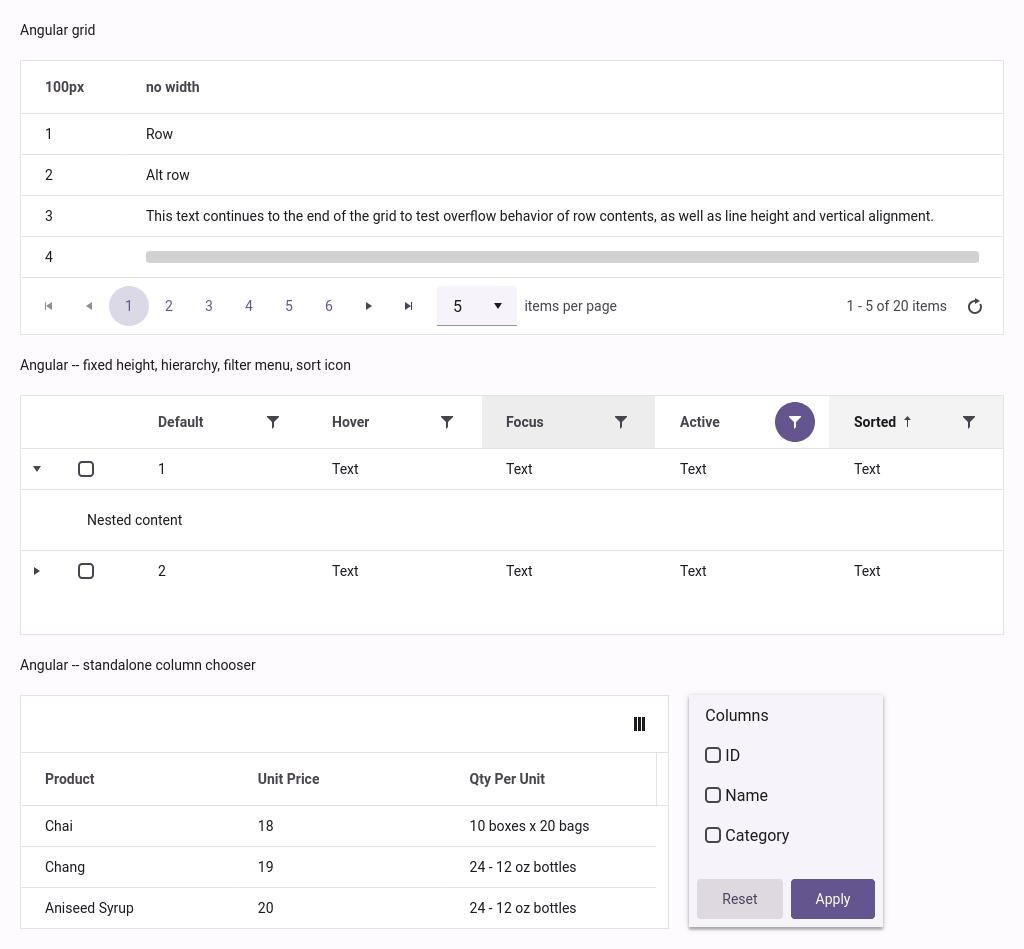 Angular grid
100px no width
1 Row
2 Alt row
3 This text continues to the end of the grid to test overflow behavior of row contents, as well as line height and vertical alignment.
4
1 2 3 4 5 6 5 items per page 1 - 5 of 20 items
Angular -- fixed height, hierarchy, filter menu, sort icon
Default Hover Focus Active Sorted
1 Text Text Text Text
Nested content
2 Text Text Text Text
Angular -- standalone column chooser
Product Unit Price Qty Per Unit
Chai 18 10 boxes x 20 bags
Chang 19 24 - 12 oz bottles
Aniseed Syrup 20 24 - 12 oz bottles
Columns
ID
Name
Category
Reset Apply